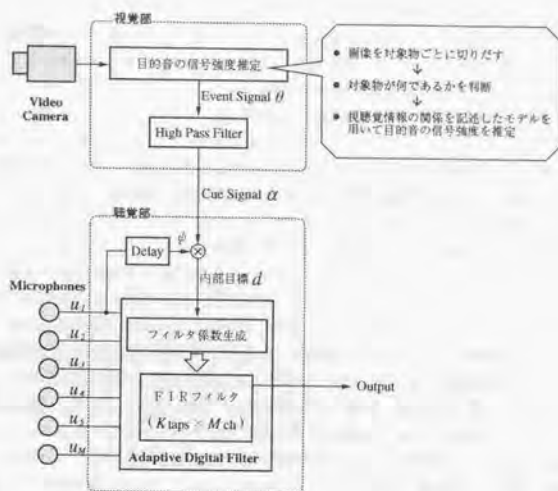 視覚部
目的音の信号強度推定
Video
Camera
Event Signal θ
High Pass Filter
● 画像を対象物ごとに切りだす
↓
● 対象物が何であるかを判断
↓
● 視聴覚情報の関係を記述したモデルを
用いて目的音の信号強度を推定
Cue Signal α
聴覚部
Delay
φ
内部目標 d
Microphones
u₁
u₂
u₃
u₄
u₅
u_M
フィルタ係数生成
FIRフィルタ
(K taps × M ch)
Adaptive Digital Filter
Output